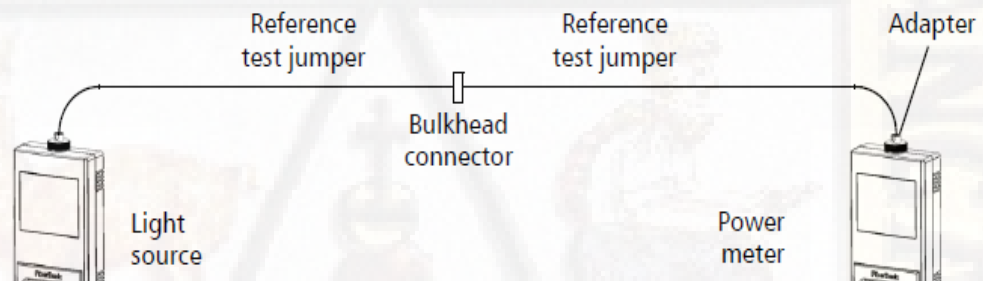 Reference
test jumper
Reference
test jumper
Adapter
Bulkhead
connector
Light
source
Power
meter